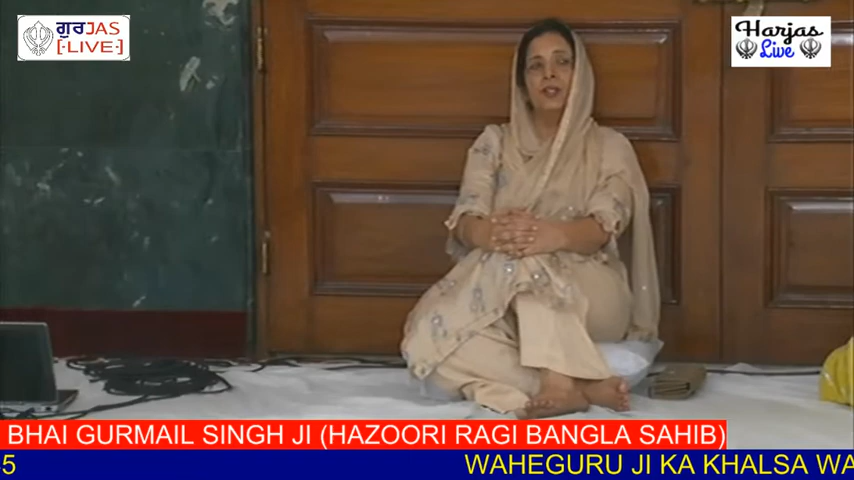 ਗੁਰJAS
[·LIVE·]
Harjas
Live
BHAI GURMAIL SINGH JI (HAZOORI RAGI BANGLA SAHIB)
5 WAHEGURU JI KA KHALSA WA